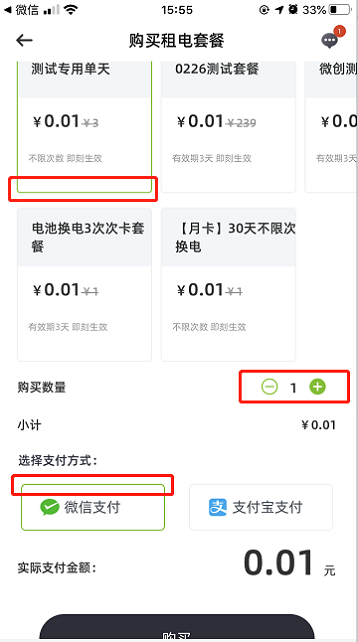 微信 15:55 33%
购买租电套餐 1
测试专用单天 0226测试套餐 微创测
¥0.01 ¥3 ¥0.01 ¥239 ¥0.0
不限次数 即刻生效 有效期3天 即刻生效 有效期3天
电池换电3次次卡套餐
¥0.01 ¥1
有效期3天 即刻生效
【月卡】30天不限次换电
¥0.01 ¥1
不限次数 即刻生效
购买数量 1
小计 ¥0.01
选择支付方式：
微信支付 支付宝支付
实际支付金额： 0.01 元
购买